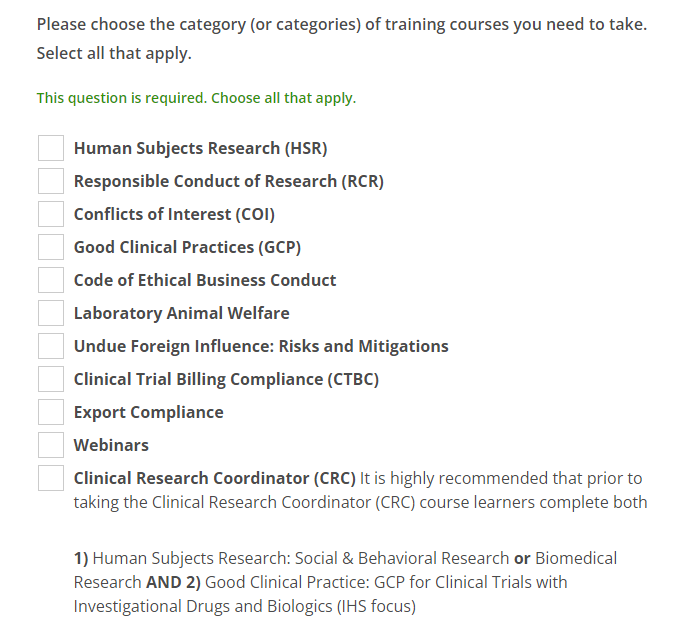 Please choose the category (or categories) of training courses you need to take.
Select all that apply.
This question is required. Choose all that apply.
Human Subjects Research (HSR)
Responsible Conduct of Research (RCR)
Conflicts of Interest (COI)
Good Clinical Practices (GCP)
Code of Ethical Business Conduct
Laboratory Animal Welfare
Undue Foreign Influence: Risks and Mitigations
Clinical Trial Billing Compliance (CTBC)
Export Compliance
Webinars
Clinical Research Coordinator (CRC) It is highly recommended that prior to
taking the Clinical Research Coordinator (CRC) course learners complete both
1) Human Subjects Research: Social & Behavioral Research or Biomedical
Research AND 2) Good Clinical Practice: GCP for Clinical Trials with
Investigational Drugs and Biologics (IHS focus)